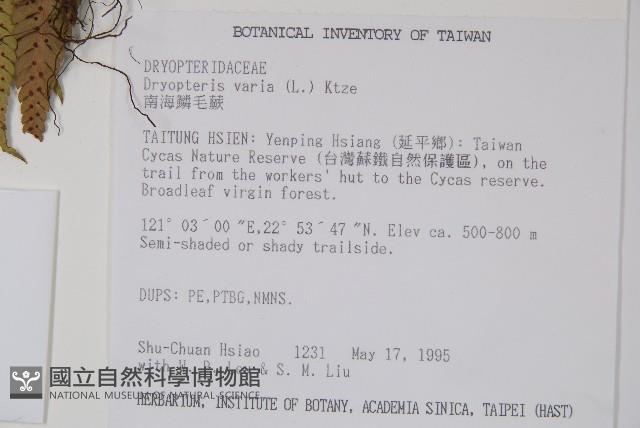 BOTANICAL INVENTORY OF TAIWAN
DRYOPTERIDACEAE
Dryopteris varia (L.) Ktze
南海鱗毛蕨
TAITUNG HSIEN: Yenping Hsiang (延平鄉): Taiwan
Cycas Nature Reserve (台灣蘇鐵自然保護區), on the
trail from the workers' hut to the Cycas reserve.
Broadleaf virgin forest.
121° 03´00 "E,22° 53´47 "N. Elev ca. 500-800 m
Semi-shaded or shady trailside.
DUPS: PE,PTBG,NMNS.
Shu-Chuan Hsiao 1231 May 17, 1995
with & S. M. Liu
國立自然科學博物館
NATIONAL MUSEUM OF NATURAL SCIENCE
HERBARIUM, INSTITUTE OF BOTANY, ACADEMIA SINICA, TAIPEI (HAST)